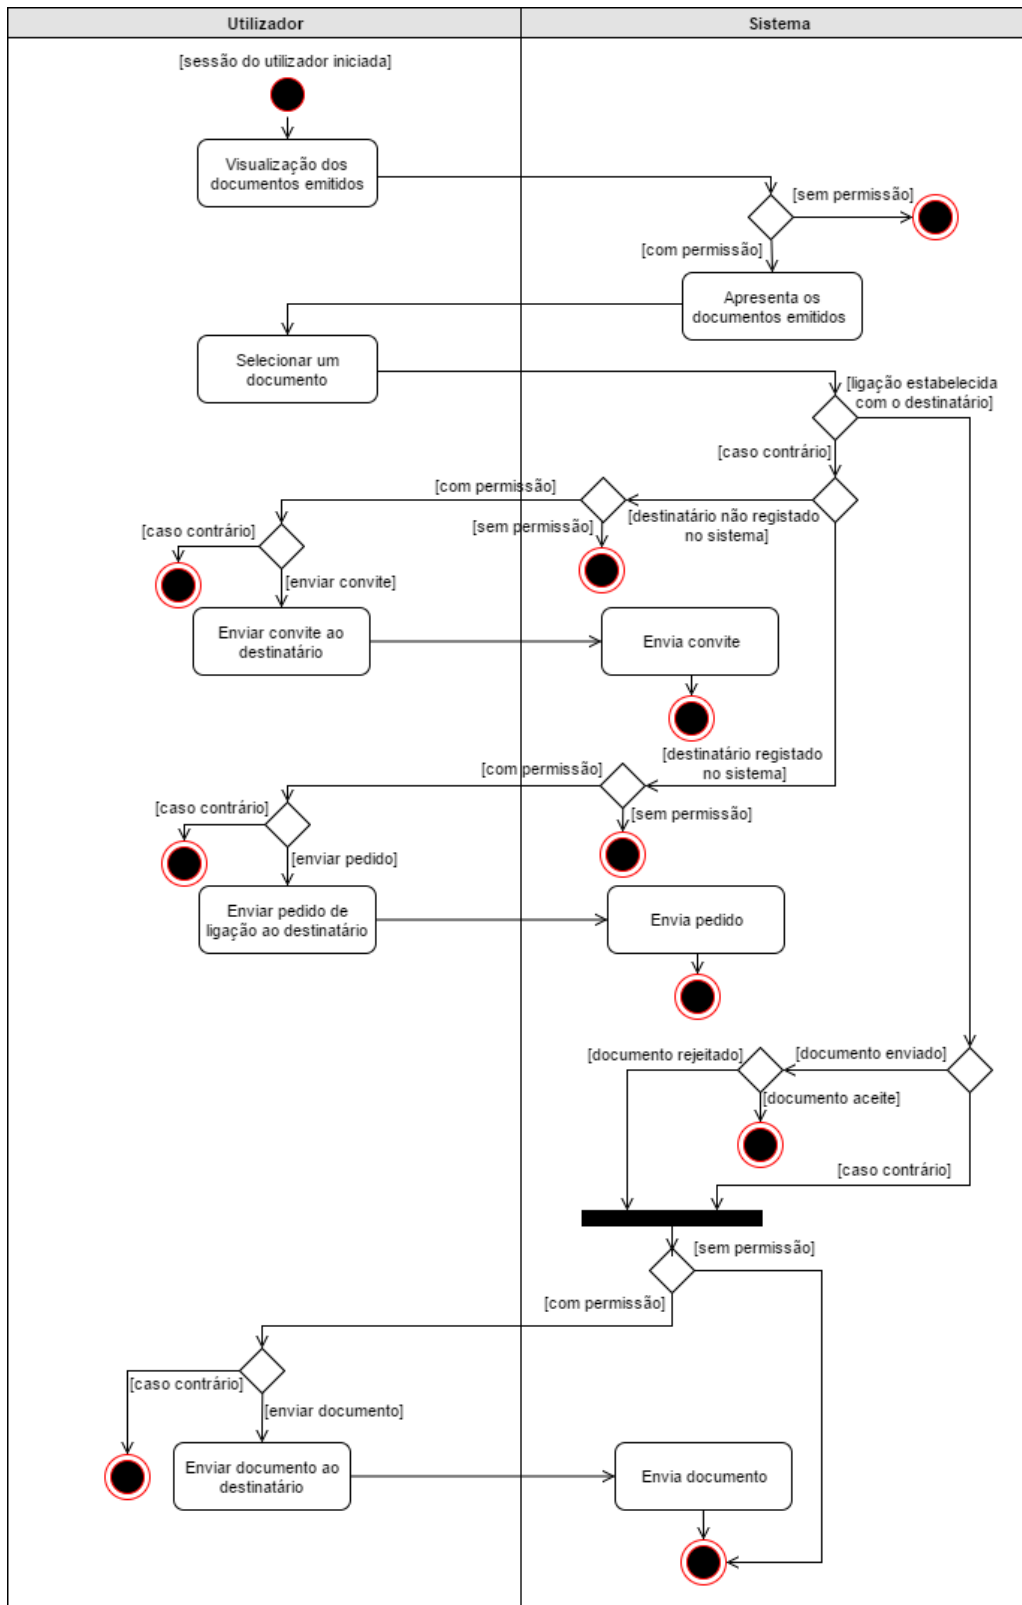 Utilizador
Sistema
[sessão do utilizador iniciada]
Visualização dos
documentos emitidos
[sem permissão]
[com permissão]
Apresenta os
documentos emitidos
Selecionar um
documento
[ligação estabelecida
com o destinatário]
[caso contrário]
[com permissão]
[destinatário não registado
no sistema]
[sem permissão]
[caso contrário]
[enviar convite]
Enviar convite ao
destinatário
Envia convite
[destinatário registado
no sistema]
[com permissão]
[sem permissão]
[caso contrário]
[enviar pedido]
Enviar pedido de
ligação ao destinatário
Envia pedido
[documento rejeitado]
[documento enviado]
[documento aceite]
[caso contrário]
[sem permissão]
[com permissão]
[caso contrário]
[enviar documento]
Enviar documento ao
destinatário
Envia documento